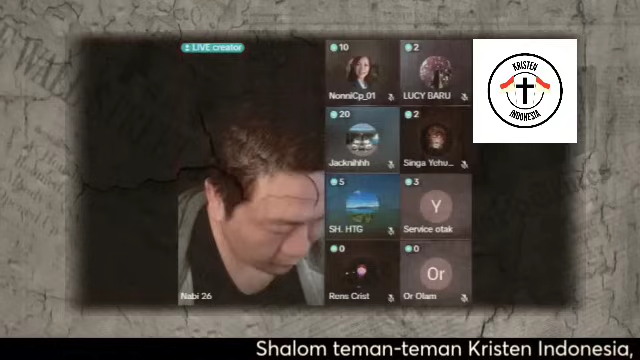 LIVE creator
10
2
NonniCp_01
LUCY BARU
20
2
Jacknihhh
Singa Yehu...
5
3
Y
SH. HTG
Service otak
0
0
Or
Nabi 26
Rens Crist
Or Olam
KRISTEN
INDONESIA
Shalom teman-teman Kristen Indonesia,